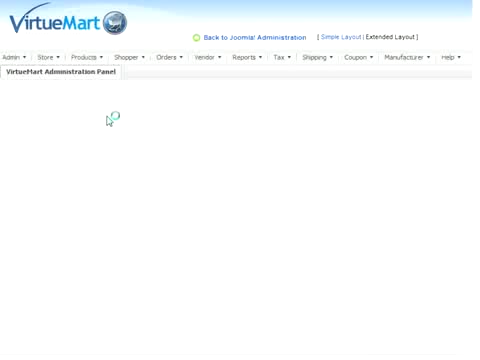 VirtueMart
Back to Joomla! Administration [ Simple Layout | Extended Layout ]
Admin Store Products Shopper Orders Vendor Reports Tax Shipping Coupon Manufacturer Help
VirtueMart Administration Panel